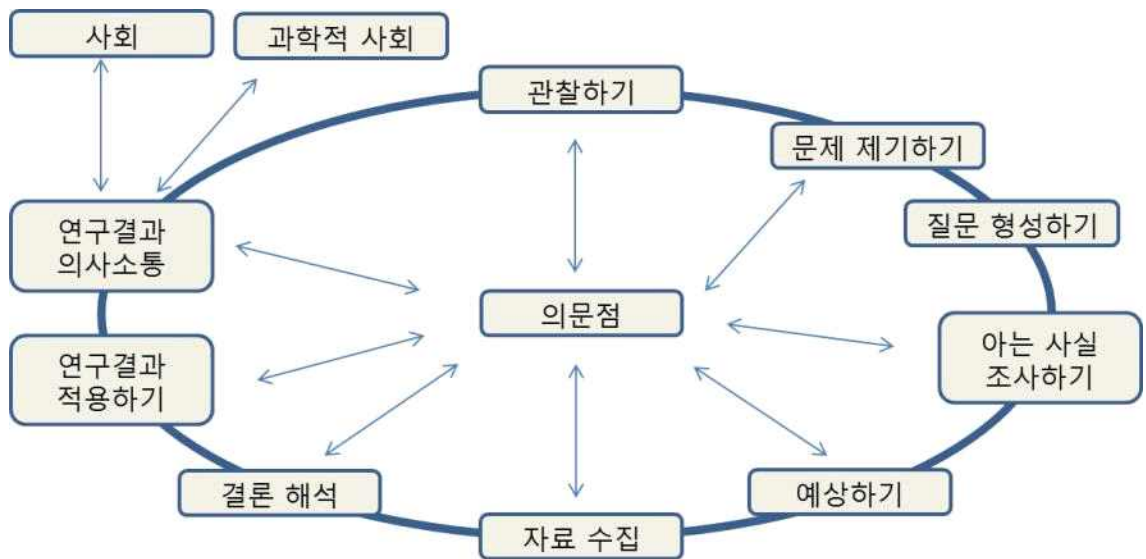 사회
과학적 사회
관찰하기
문제 제기하기
질문 형성하기
연구결과
의사소통
의문점
아는 사실
조사하기
연구결과
적용하기
결론 해석
예상하기
자료 수집